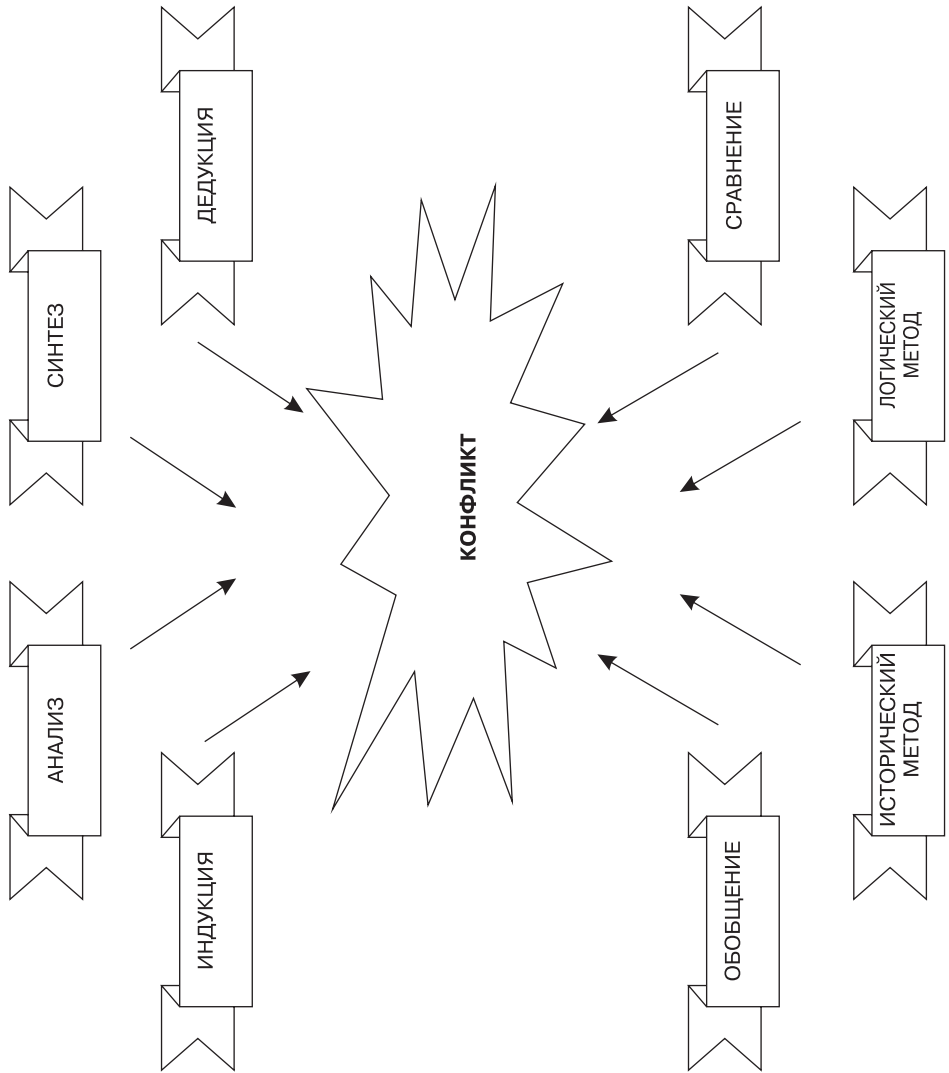 АНАЛИЗ
СИНТЕЗ
ИНДУКЦИЯ
ДЕДУКЦИЯ
КОНФЛИКТ
ОБОБЩЕНИЕ
СРАВНЕНИЕ
ИСТОРИЧЕСКИЙ
МЕТОД
ЛОГИЧЕСКИЙ
МЕТОД